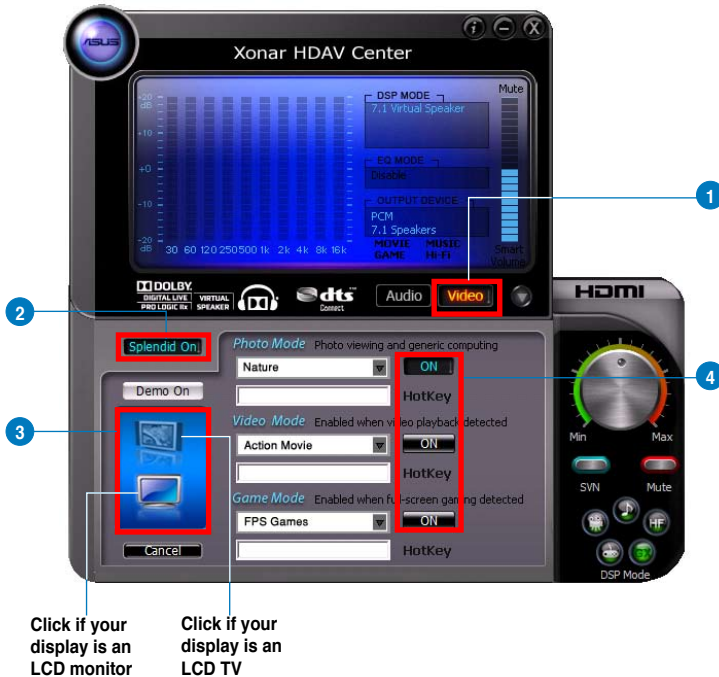 ASUS
i
X
Xonar HDAV Center
+20
dB
+10
+0
-10
-20
dB
30 60 120 250 500 1k 2k 4k 8k 16k
DSP MODE
7.1 Virtual Speaker
EQ MODE
Disable
OUTPUT DEVICE
PCM
7.1 Speakers
MOVIE MUSIC
GAME HI-FI
Mute
Smart
Volume
1
DOLBY
DIGITAL LIVE
PRO LOGIC IIx
VIRTUAL
SPEAKER
dts
Connect
Audio
Video
HDMI
2
Splendid On
Photo Mode Photo viewing and generic computing
Nature
ON
HotKey
4
Demo On
Video Mode Enabled when video playback detected
Action Movie
ON
HotKey
3
Game Mode Enabled when full-screen gaming detected
FPS Games
ON
HotKey
Cancel
Min
Max
SVN
Mute
HF
GX
DSP Mode
Click if your
display is an
LCD monitor
Click if your
display is an
LCD TV